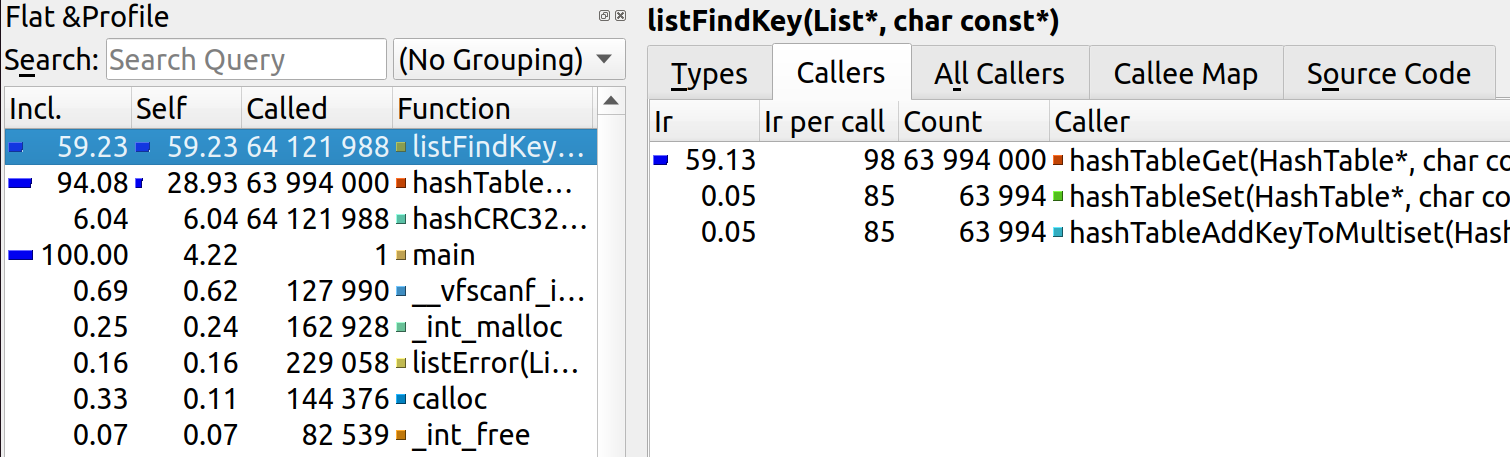 Flat &Profile
Search: Search Query (No Grouping)
Incl. Self Called Function
59.23 59.23 64 121 988 listFindKey...
94.08 28.93 63 994 000 hashTable...
6.04 6.04 64 121 988 hashCRC32...
100.00 4.22 1 main
0.69 0.62 127 990 __vfscanf_i...
0.25 0.24 162 928 _int_malloc
0.16 0.16 229 058 listError(Li...
0.33 0.11 144 376 calloc
0.07 0.07 82 539 _int_free
listFindKey(List*, char const*)
Types Callers All Callers Callee Map Source Code
Ir Ir per call Count Caller
59.13 98 63 994 000 hashTableGet(HashTable*, char co
0.05 85 63 994 hashTableSet(HashTable*, char co
0.05 85 63 994 hashTableAddKeyToMultiset(Hash